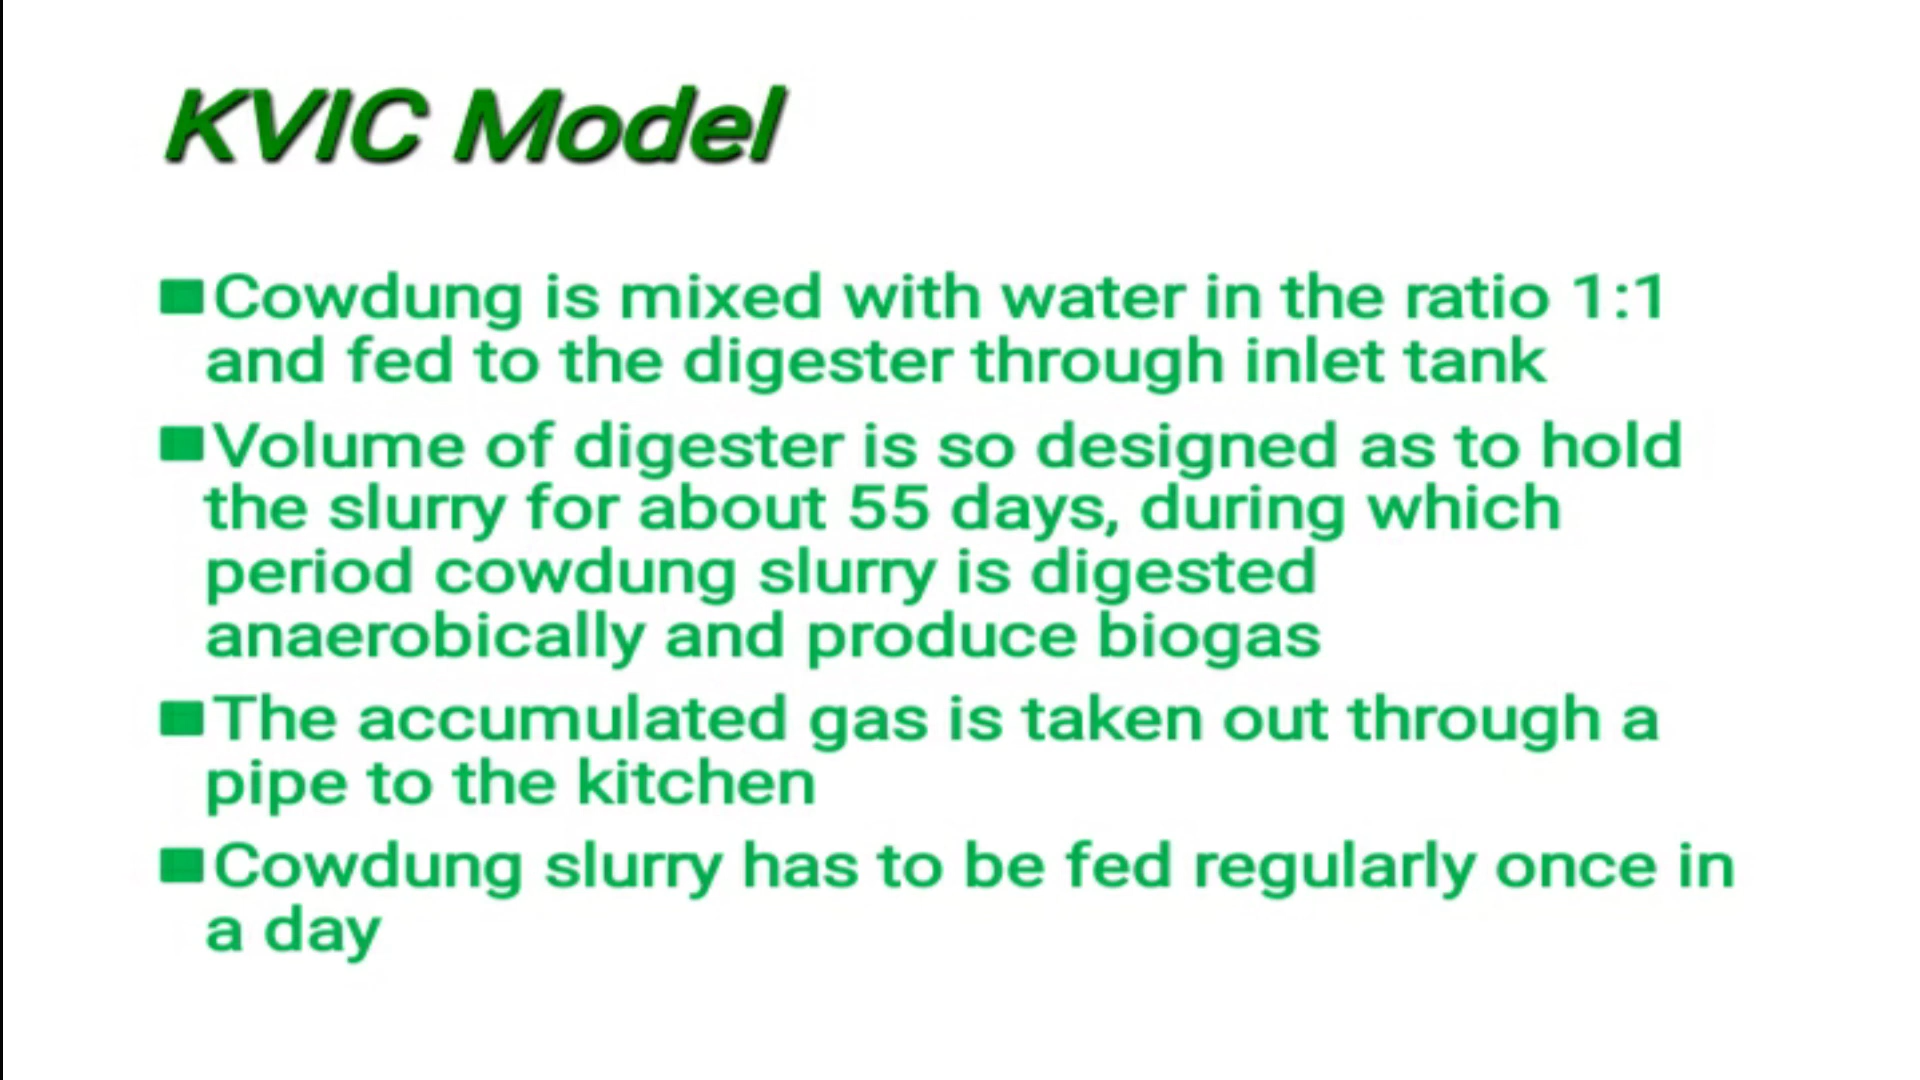 KVIC Model
Cowdung is mixed with water in the ratio 1:1
and fed to the digester through inlet tank
Volume of digester is so designed as to hold
the slurry for about 55 days, during which
period cowdung slurry is digested
anaerobically and produce biogas
The accumulated gas is taken out through a
pipe to the kitchen
Cowdung slurry has to be fed regularly once in
a day